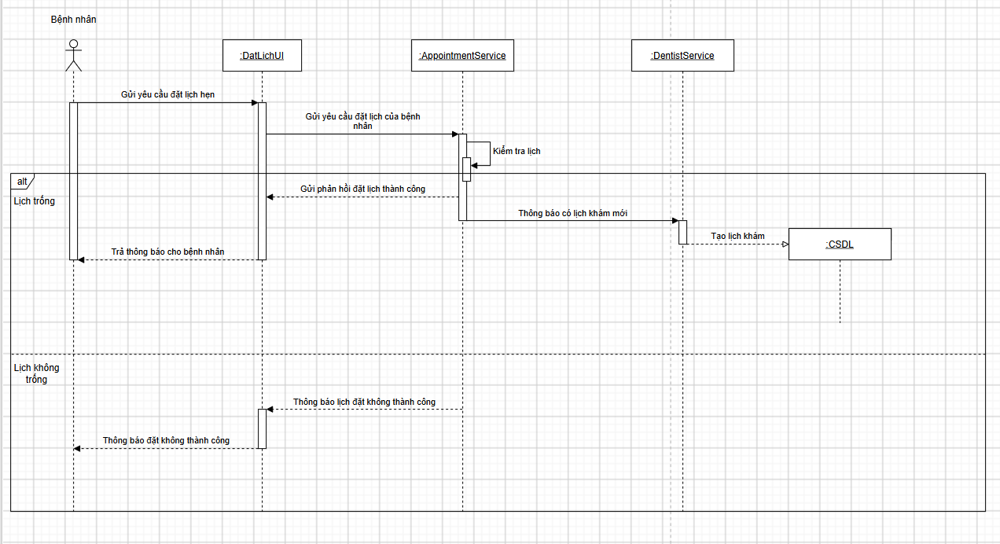 Bệnh nhân
:DatLichUI
:AppointmentService
:DentistService
Gửi yêu cầu đặt lịch hẹn
Gửi yêu cầu đặt lịch của bệnh
nhân
Kiểm tra lịch
alt
Lịch trống
Gửi phản hồi đặt lịch thành công
Thông báo có lịch khám mới
Tạo lịch khám
:CSDL
Trả thông báo cho bệnh nhân
Lịch không
trống
Thông báo lịch đặt không thành công
Thông báo đặt không thành công